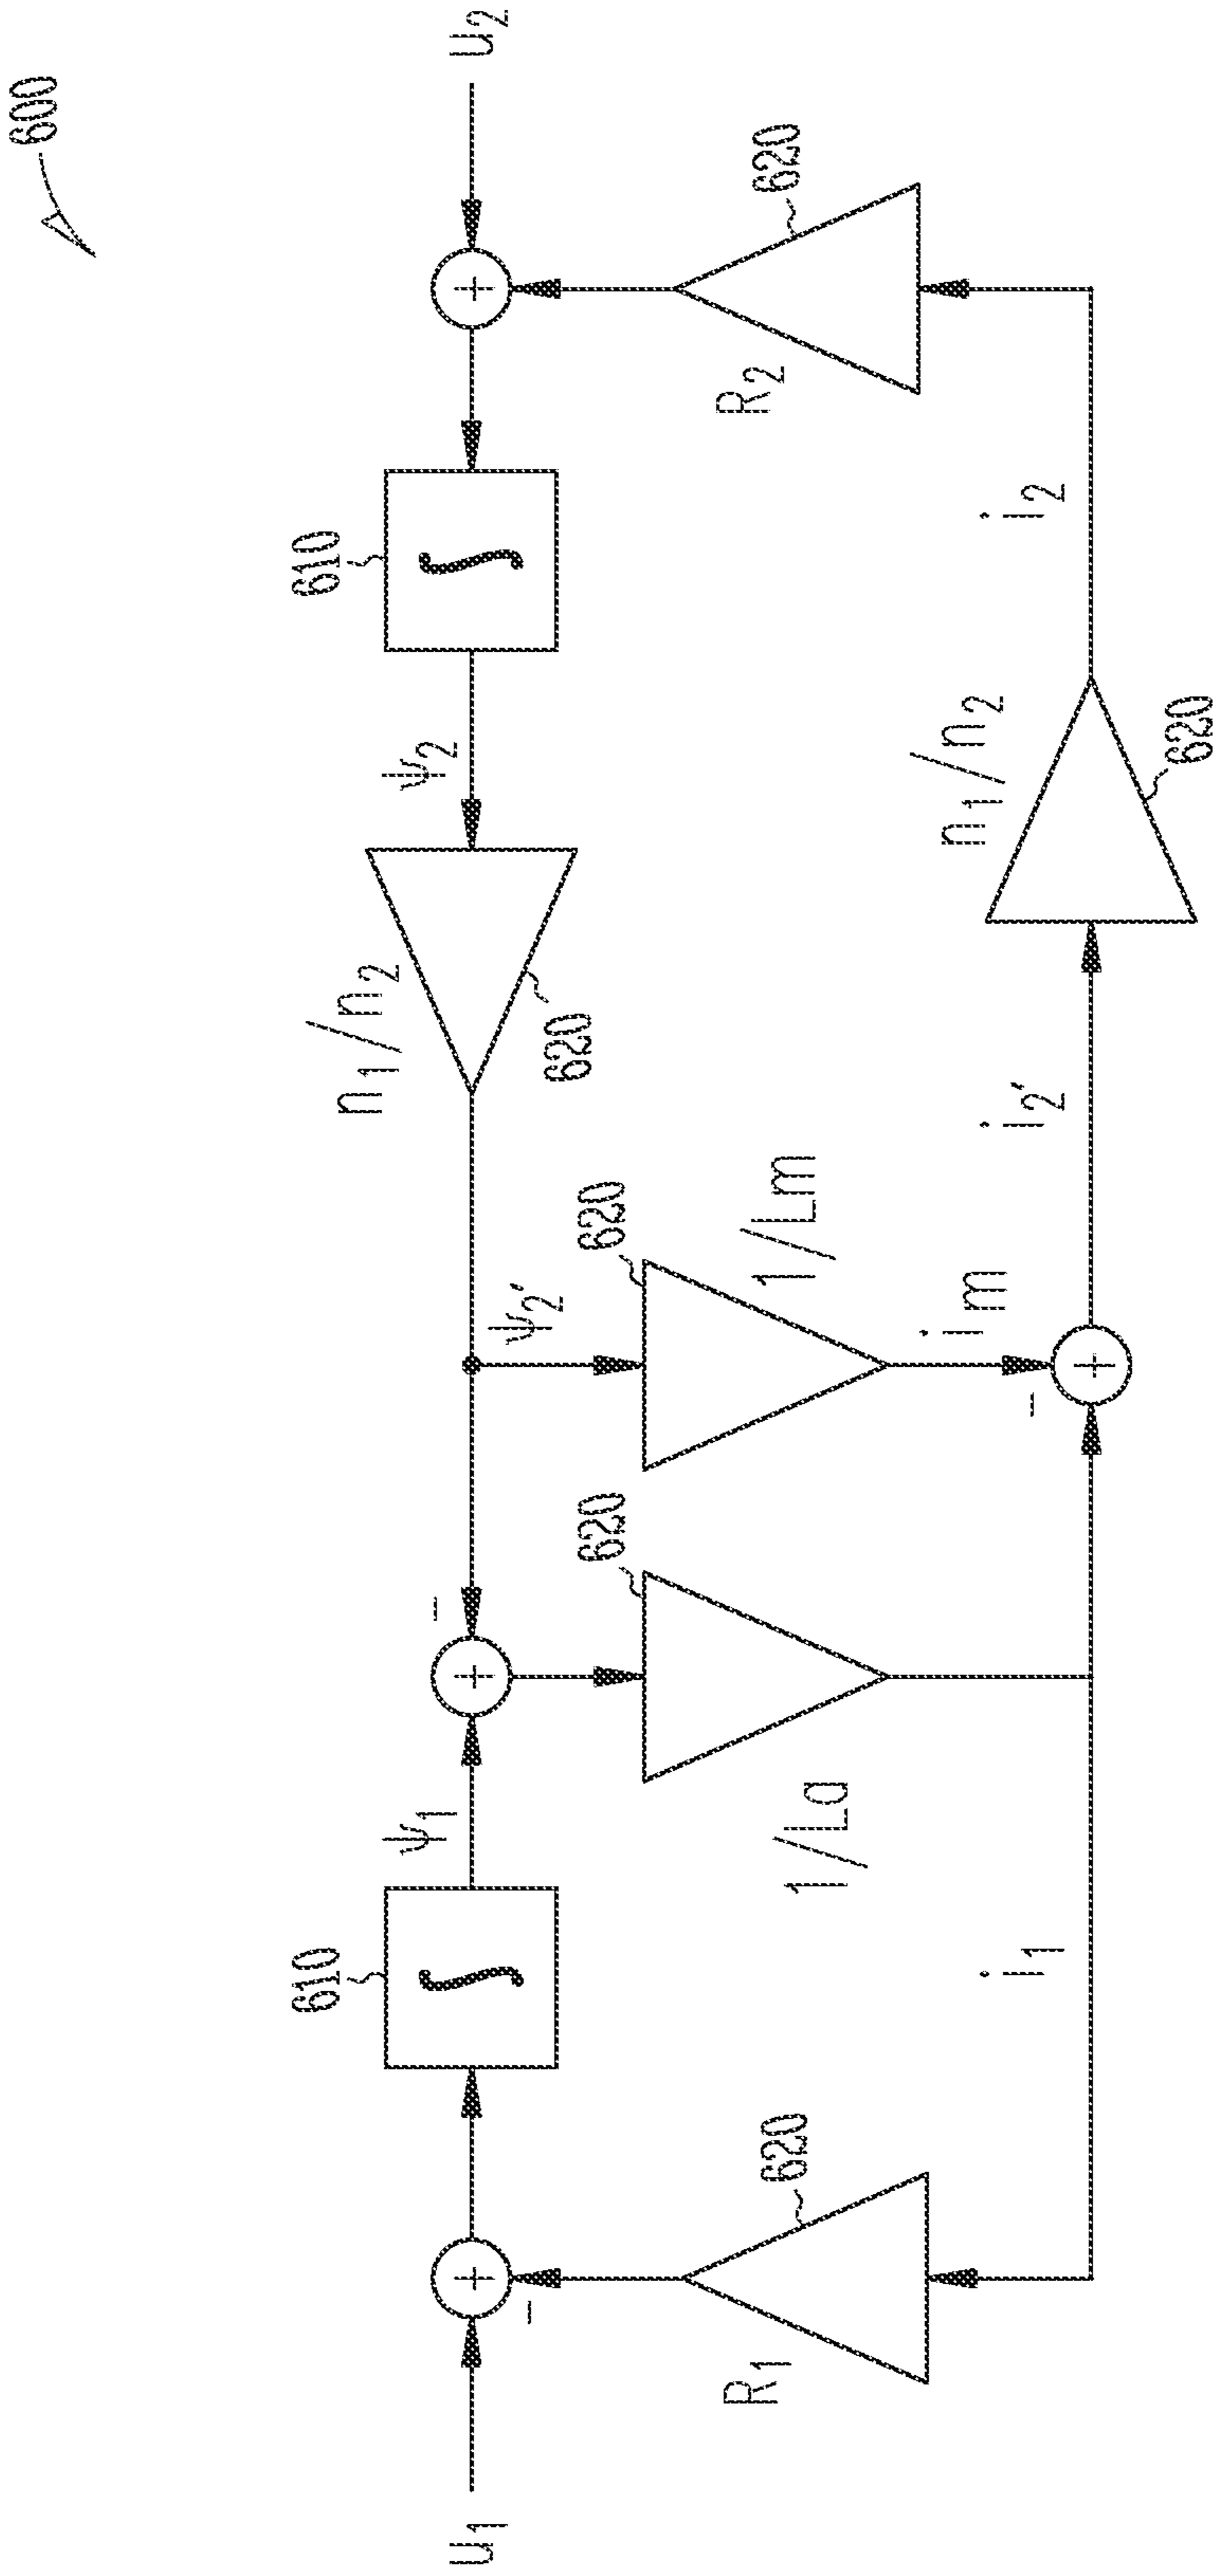 600
610
610
n₁/n₂
ψ₁
−
ψ₂
u₁
+
∫
+
∫
+
u₂
−
ψ₂′
620
620
620
R₁
620
1/La
1/Lm
R₂
620
i₁
iₘ
i₂′
n₁/n₂
i₂
−
+
620